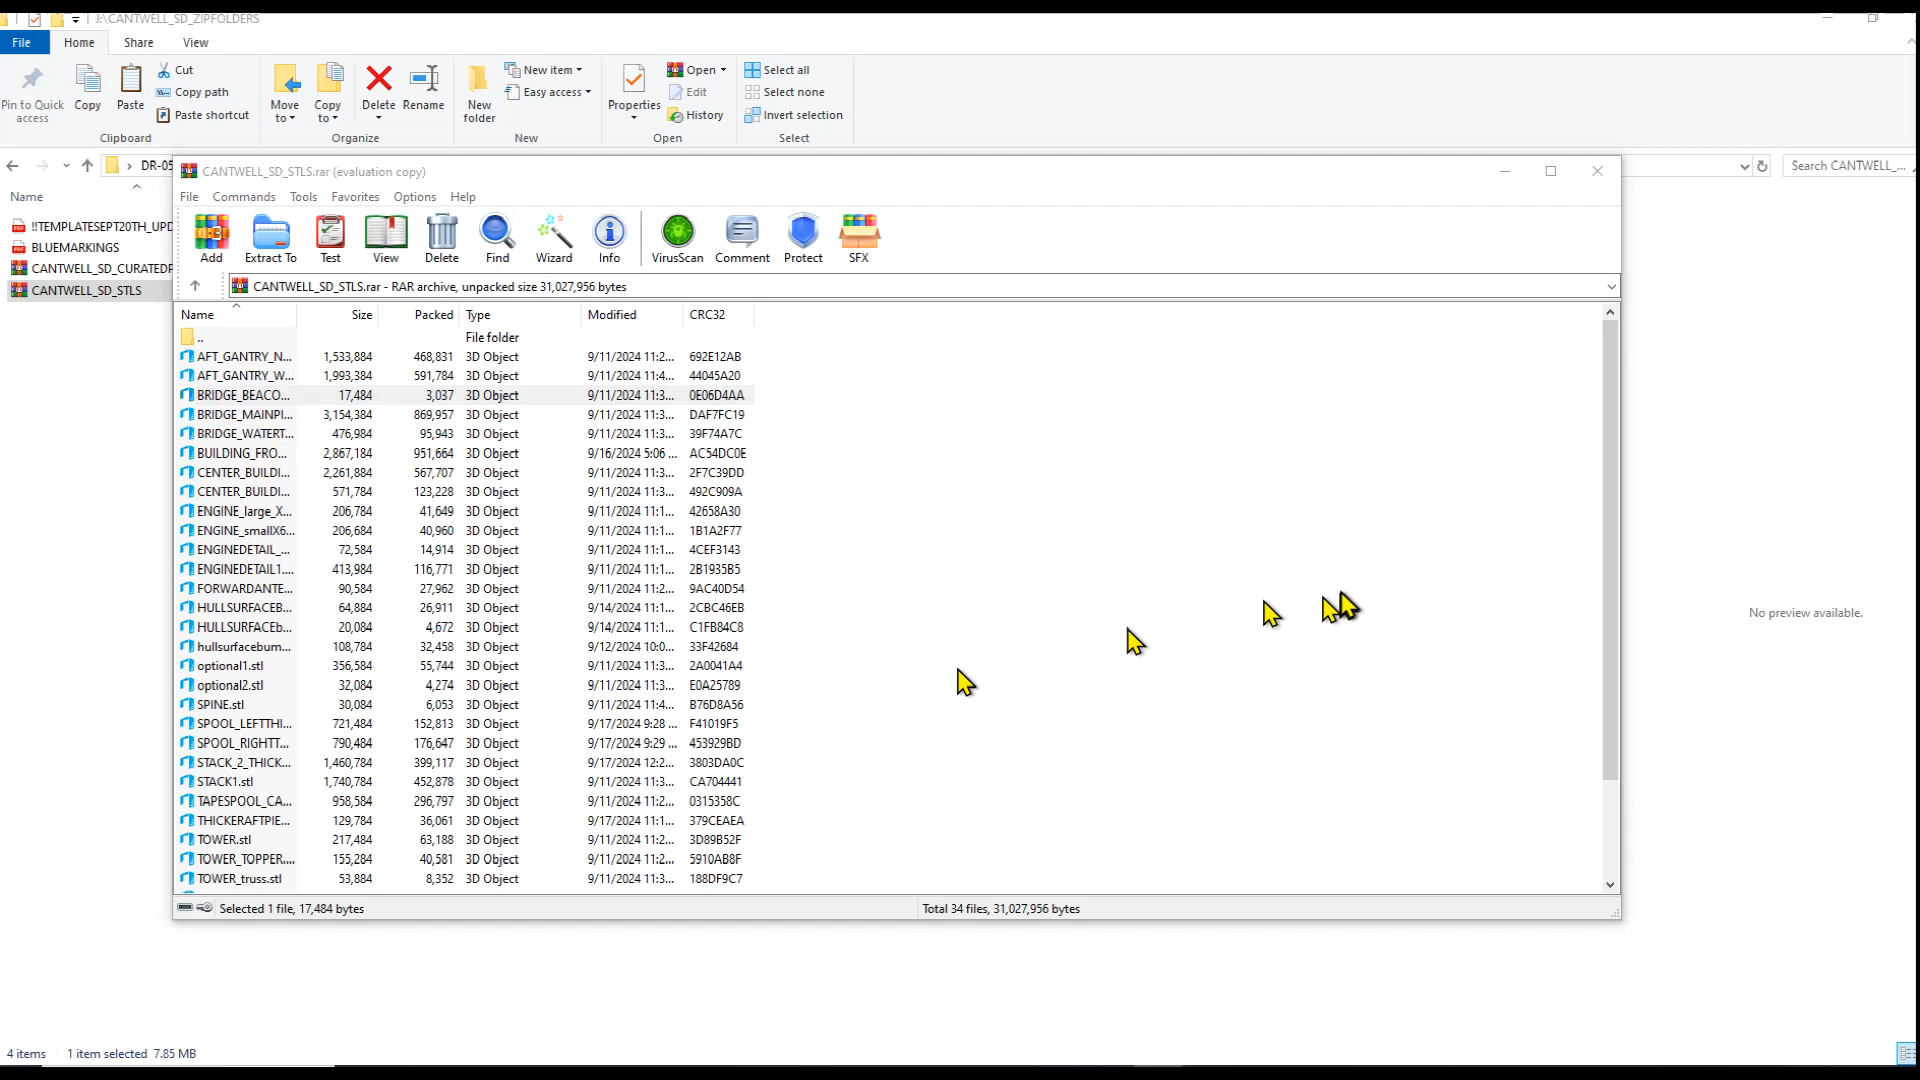 J:\CANTWELL_SD_ZIPFOLDERS
File Home Share View
Pin to Quick access
Copy
Paste
Cut
Copy path
Paste shortcut
Clipboard
Move to
Copy to
Delete
Rename
Organize
New folder
New item
Easy access
New
Properties
Open
Edit
History
Open
Select all
Select none
Invert selection
Select
DR-05
Search CANTWELL_...
Name
!!TEMPLATESEPT20TH_UPD
BLUEMARKINGS
CANTWELL_SD_CURATEDP
CANTWELL_SD_STLS
CANTWELL_SD_STLS.rar (evaluation copy)
File Commands Tools Favorites Options Help
Add Extract To Test View Delete Find Wizard Info VirusScan Comment Protect SFX
CANTWELL_SD_STLS.rar - RAR archive, unpacked size 31,027,956 bytes
Name Size Packed Type Modified CRC32
.. File folder
AFT_GANTRY_N... 1,533,884 468,831 3D Object 9/11/2024 11:2... 692E12AB
AFT_GANTRY_W... 1,993,384 591,784 3D Object 9/11/2024 11:4... 44045A20
BRIDGE_BEACO... 17,484 3,037 3D Object 9/11/2024 11:3... 0E06D4AA
BRIDGE_MAINPI... 3,154,384 869,957 3D Object 9/11/2024 11:3... DAF7FC19
BRIDGE_WATERT... 476,984 95,943 3D Object 9/11/2024 11:3... 39F74A7C
BUILDING_FRO... 2,867,184 951,664 3D Object 9/16/2024 5:06 ... AC54DC0E
CENTER_BUILDI... 2,261,884 567,707 3D Object 9/11/2024 11:3... 2F7C39DD
CENTER_BUILDI... 571,784 123,228 3D Object 9/11/2024 11:3... 492C909A
ENGINE_large_X... 206,784 41,649 3D Object 9/11/2024 11:1... 42658A30
ENGINE_smallX6... 206,684 40,960 3D Object 9/11/2024 11:1... 1B1A2F77
ENGINEDETAIL_... 72,584 14,914 3D Object 9/11/2024 11:1... 4CEF3143
ENGINEDETAIL1.... 413,984 116,771 3D Object 9/11/2024 11:1... 2B1935B5
FORWARDANTE... 90,584 27,962 3D Object 9/11/2024 11:2... 9AC40D54
HULLSURFACEB... 64,884 26,911 3D Object 9/14/2024 11:1... 2CBC46EB
HULLSURFACEb... 20,084 4,672 3D Object 9/14/2024 11:1... C1FB84C8
hullsurfacebum... 108,784 32,458 3D Object 9/12/2024 10:0... 33F42684
optional1.stl 356,584 55,744 3D Object 9/11/2024 11:3... 2A0041A4
optional2.stl 32,084 4,274 3D Object 9/11/2024 11:3... E0A25789
SPINE.stl 30,084 6,053 3D Object 9/11/2024 11:4... B76D8A56
SPOOL_LEFTTHI... 721,484 152,813 3D Object 9/17/2024 9:28 ... F41019F5
SPOOL_RIGHTT... 790,484 176,647 3D Object 9/17/2024 9:29 ... 453929BD
STACK_2_THICK... 1,460,784 399,117 3D Object 9/17/2024 12:2... 3803DA0C
STACK1.stl 1,740,784 452,878 3D Object 9/11/2024 11:3... CA704441
TAPESPOOL_CA... 958,584 296,797 3D Object 9/11/2024 11:2... 0315358C
THICKERAFTPIE... 129,784 36,061 3D Object 9/17/2024 11:1... 379CEAEA
TOWER.stl 217,484 63,188 3D Object 9/11/2024 11:2... 3D89B52F
TOWER_TOPPER.... 155,284 40,581 3D Object 9/11/2024 11:2... 5910AB8F
TOWER_truss.stl 53,884 8,352 3D Object 9/11/2024 11:3... 188DF9C7
Selected 1 file, 17,484 bytes
Total 34 files, 31,027,956 bytes
No preview available.
4 items 1 item selected 7.85 MB